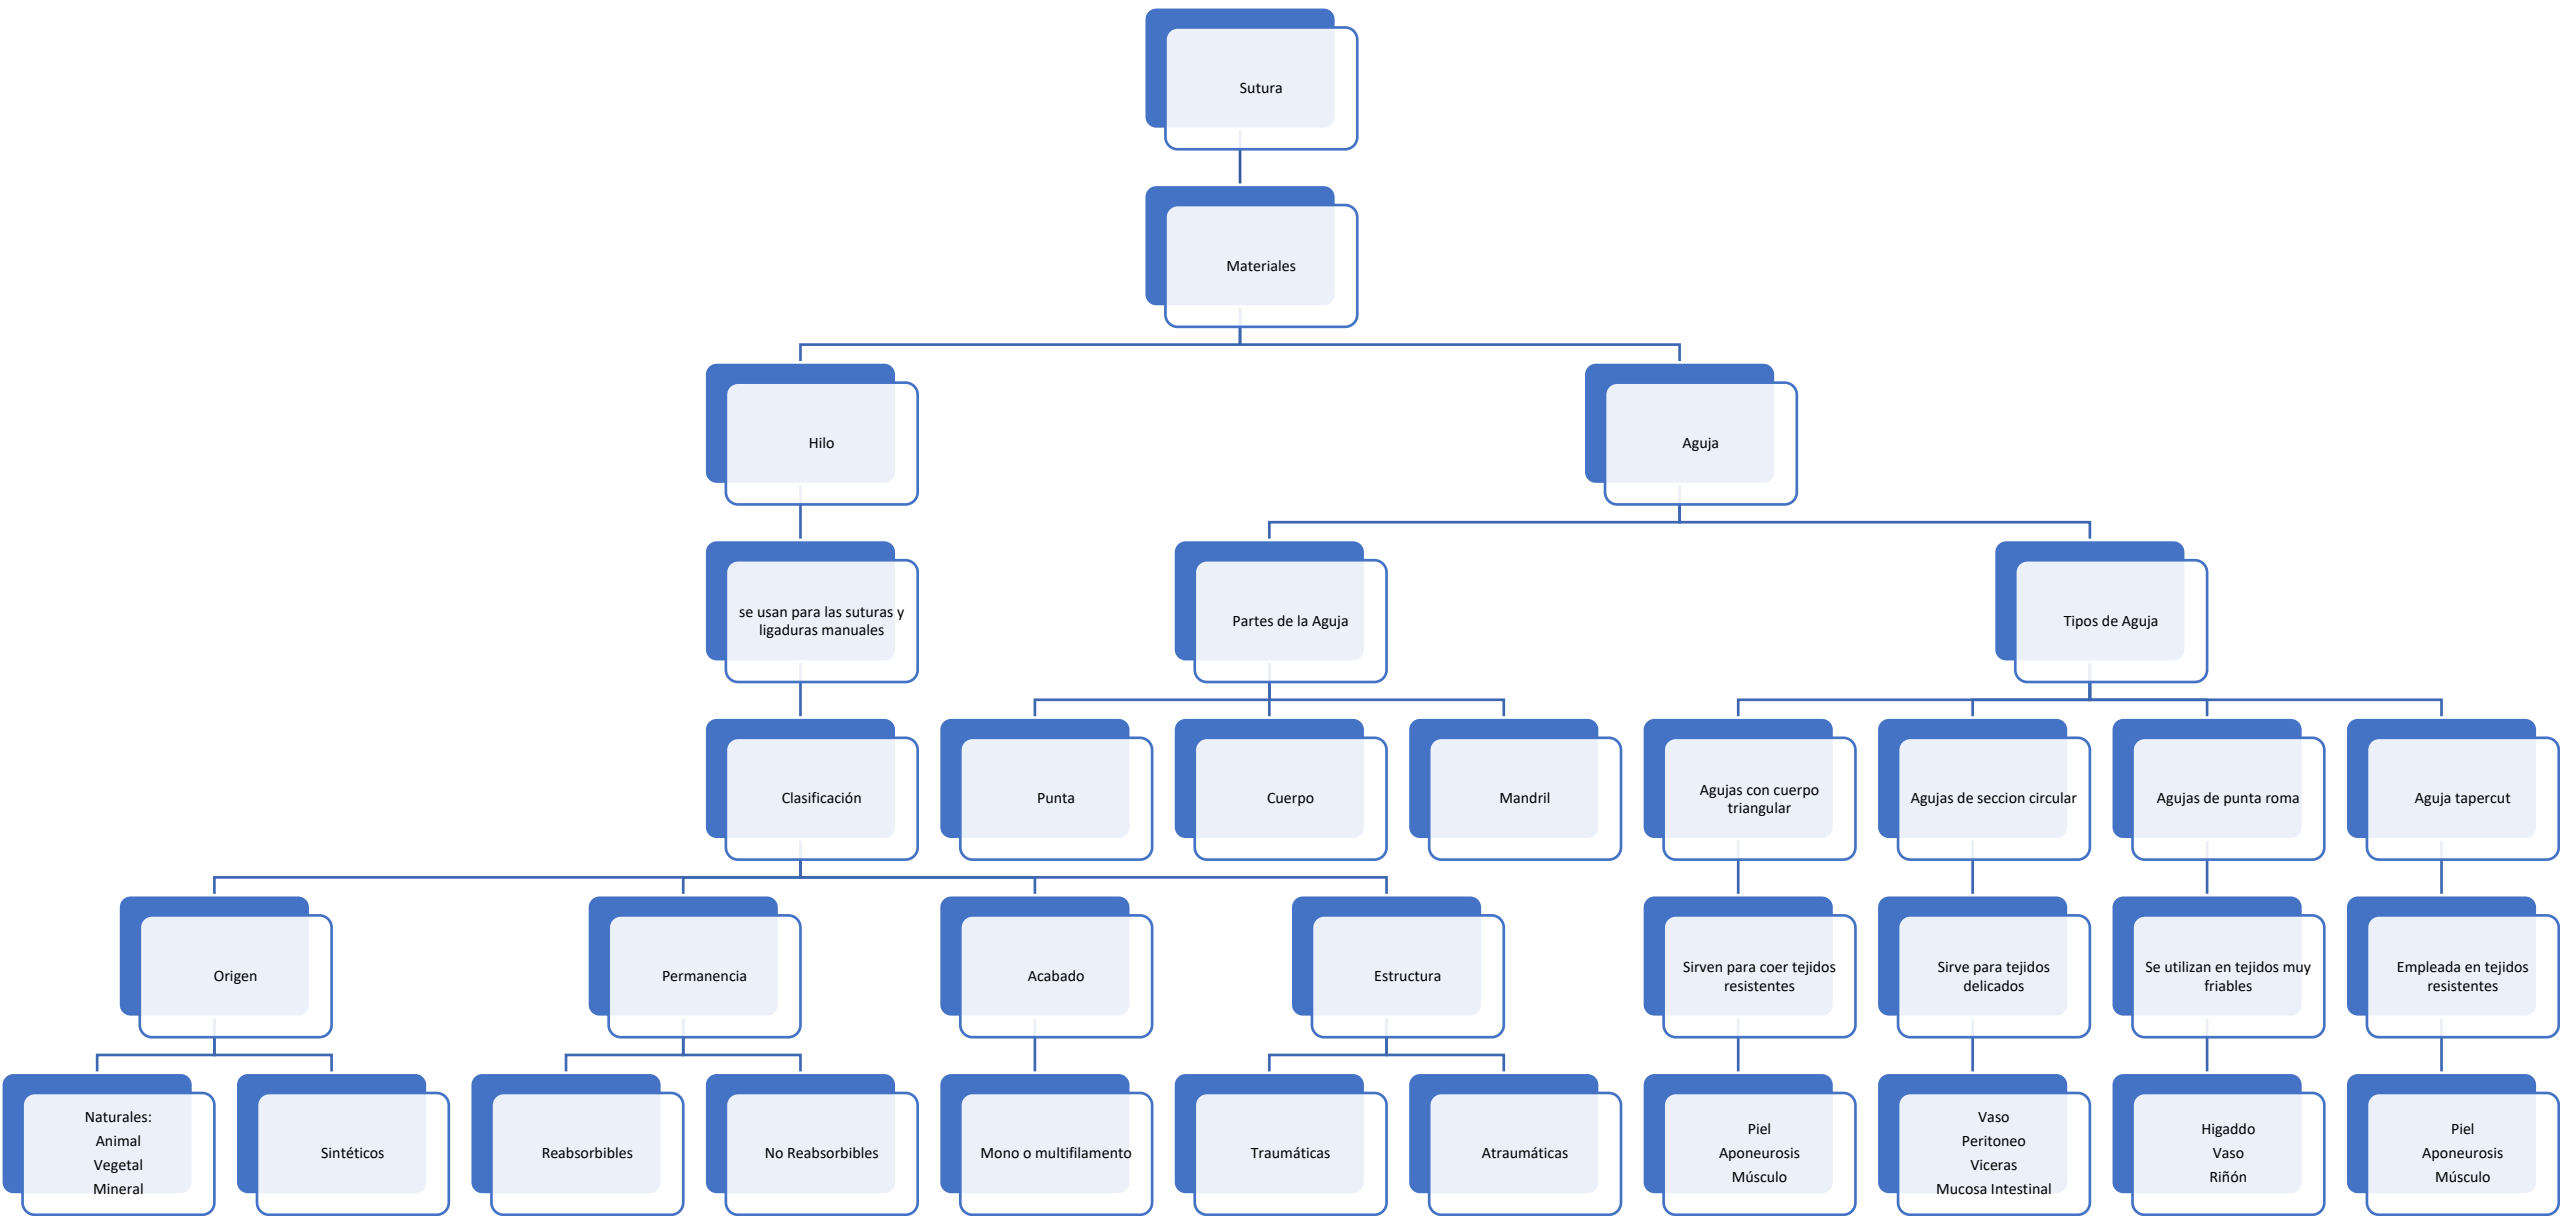 Sutura
Materiales
Hilo
Aguja
se usan para las suturas y
ligaduras manuales
Partes de la Aguja
Tipos de Aguja
Clasificación
Punta
Cuerpo
Mandril
Agujas con cuerpo
triangular
Agujas de seccion circular
Agujas de punta roma
Aguja tapercut
Origen
Permanencia
Acabado
Estructura
Sirven para coer tejidos
resistentes
Sirve para tejidos
delicados
Se utilizan en tejidos muy
friables
Empleada en tejidos
resistentes
Naturales:
Animal
Vegetal
Mineral
Sintéticos
Reabsorbibles
No Reabsorbibles
Mono o multifilamento
Traumáticas
Atraumáticas
Piel
Aponeurosis
Músculo
Vaso
Peritoneo
Viceras
Mucosa Intestinal
Higaddo
Vaso
Riñón
Piel
Aponeurosis
Músculo